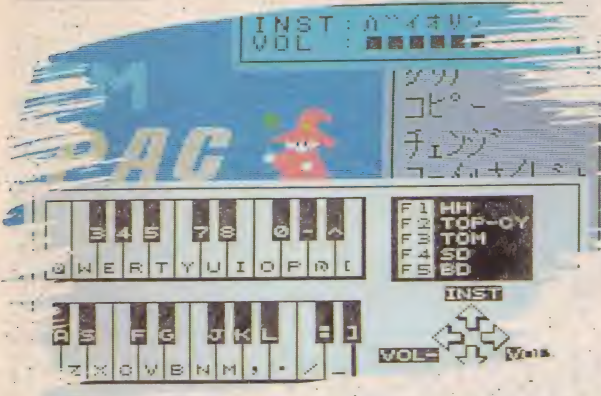 INST : バイオリン
VOL :
コピー
チェンジ
M
PAC
3 4 5 7 8 0 - ^
Q W E R T Y U I O P @ [
F1 HH
F2 TOP-CY
F3 TOM
F4 SD
F5 BD
A S F G J K L : ]
Z X C V B N M , . / _
INST
VOL-